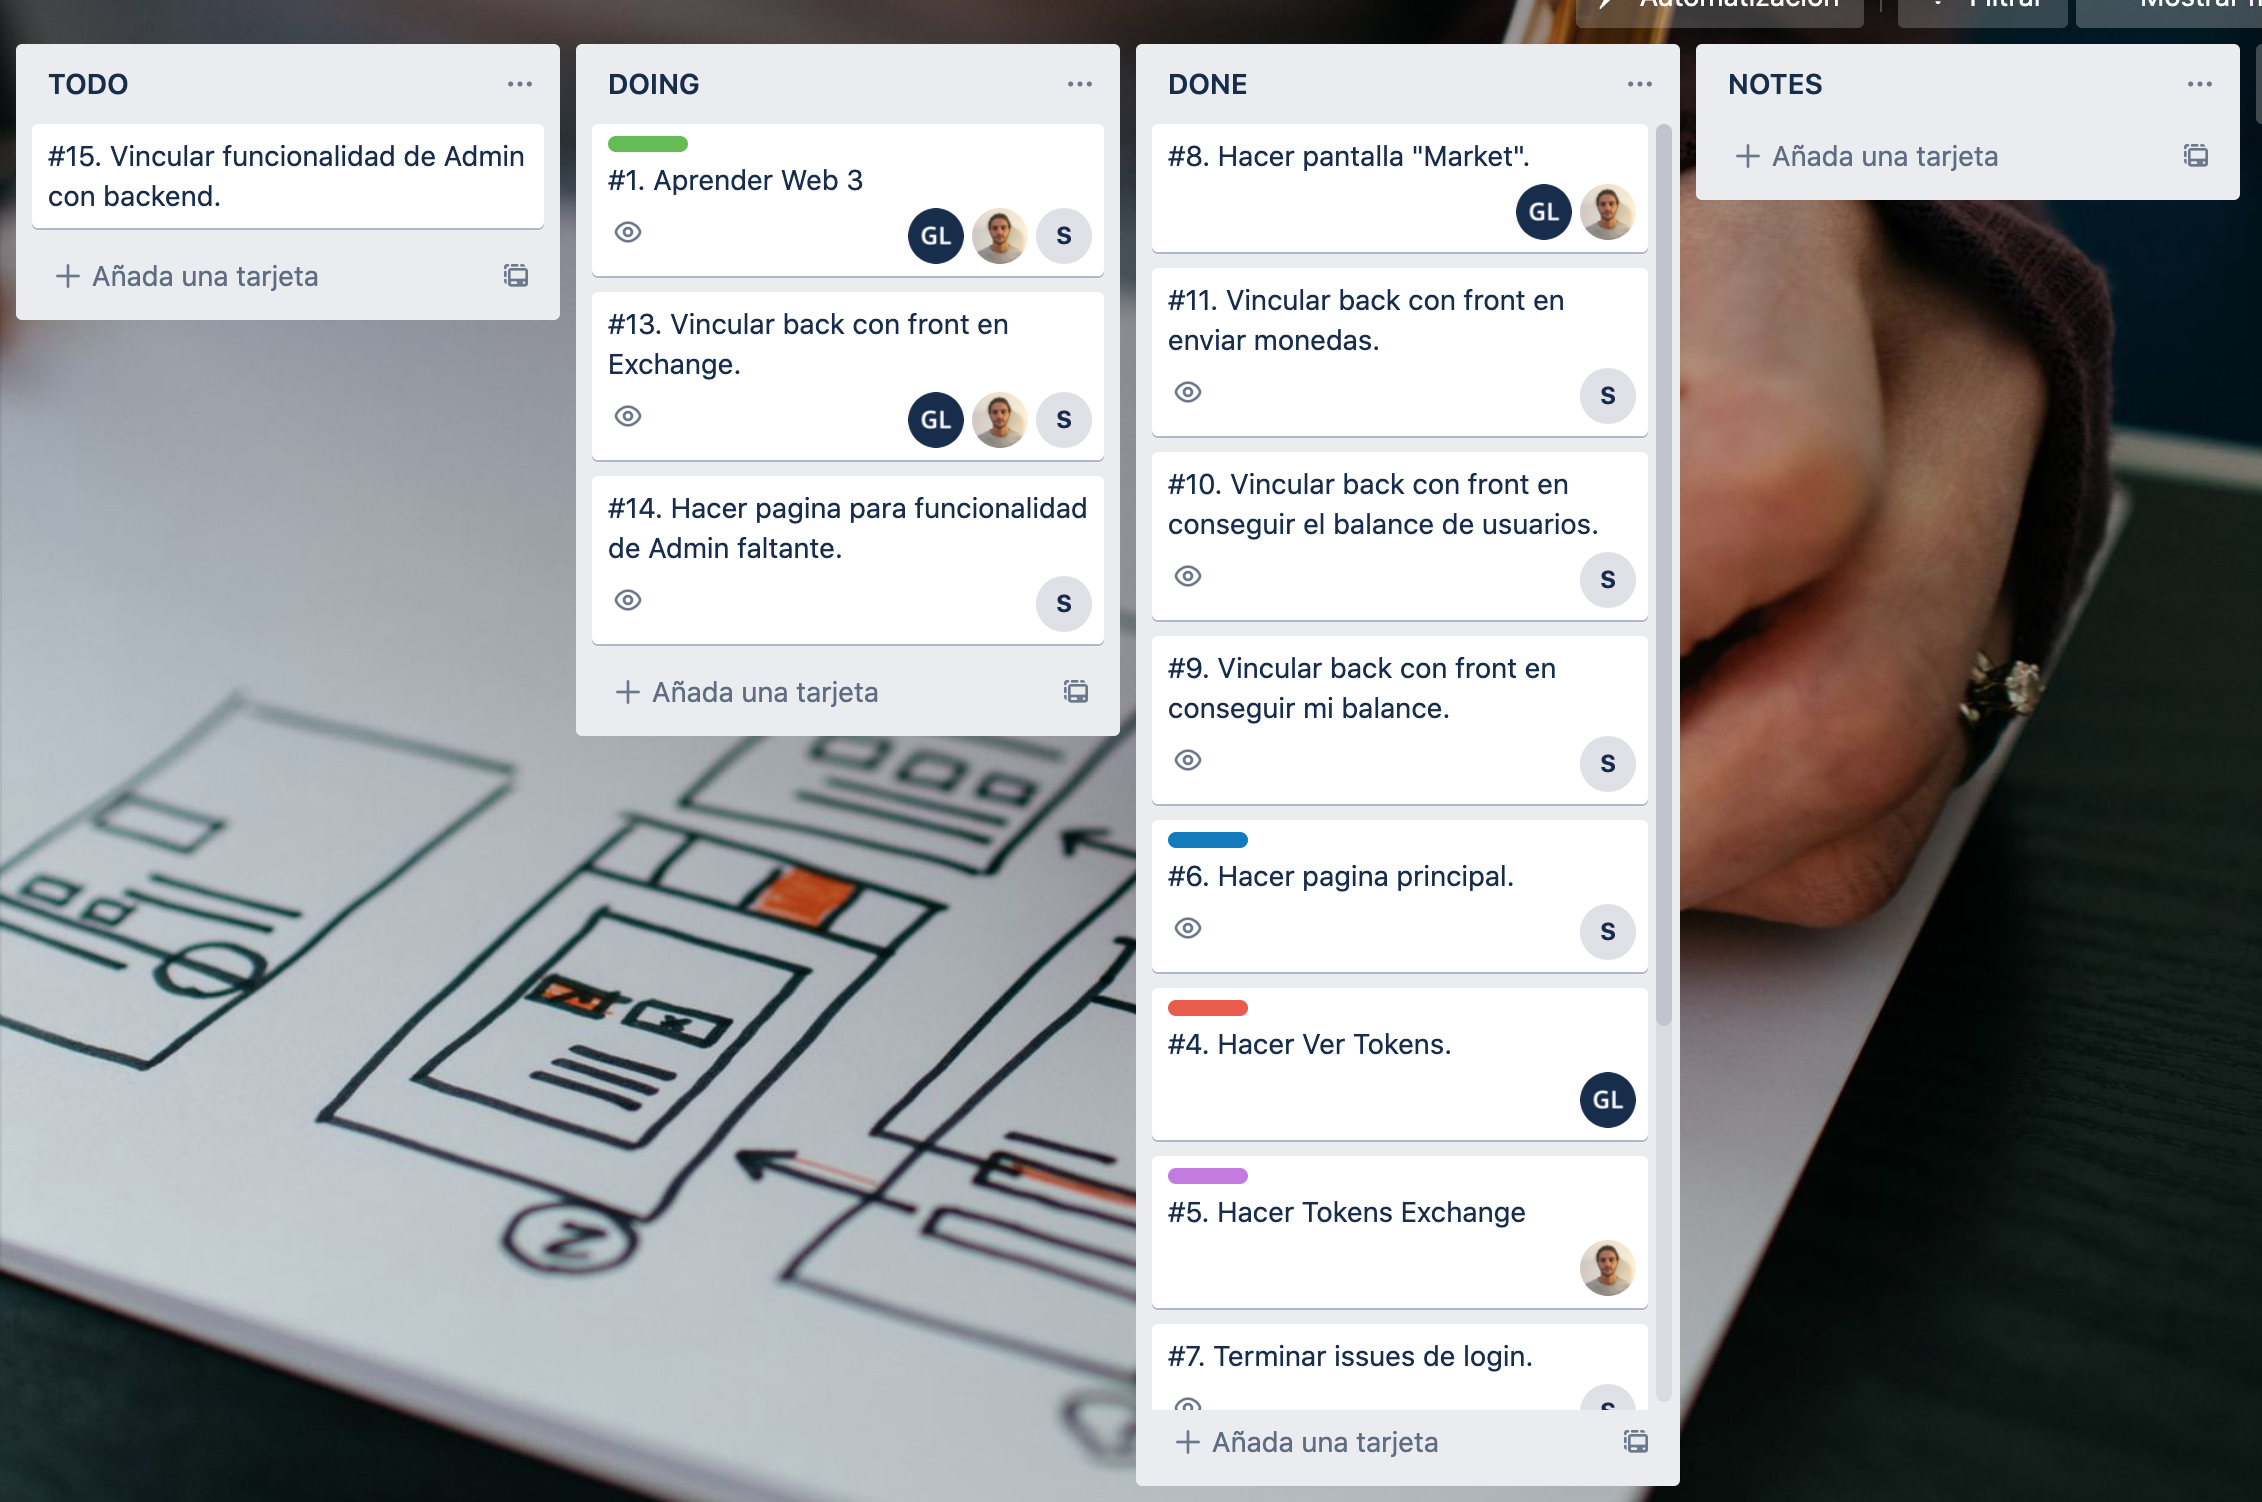 Automatización
Filtrar
TODO
#15. Vincular funcionalidad de Admin
con backend.
Añada una tarjeta
DOING
#1. Aprender Web 3
GL
S
#13. Vincular back con front en
Exchange.
GL
S
#14. Hacer pagina para funcionalidad
de Admin faltante.
S
Añada una tarjeta
DONE
#8. Hacer pantalla "Market".
GL
#11. Vincular back con front en
enviar monedas.
S
#10. Vincular back con front en
conseguir el balance de usuarios.
S
#9. Vincular back con front en
conseguir mi balance.
S
#6. Hacer pagina principal.
S
#4. Hacer Ver Tokens.
GL
#5. Hacer Tokens Exchange
#7. Terminar issues de login.
S
Añada una tarjeta
NOTES
Añada una tarjeta
2